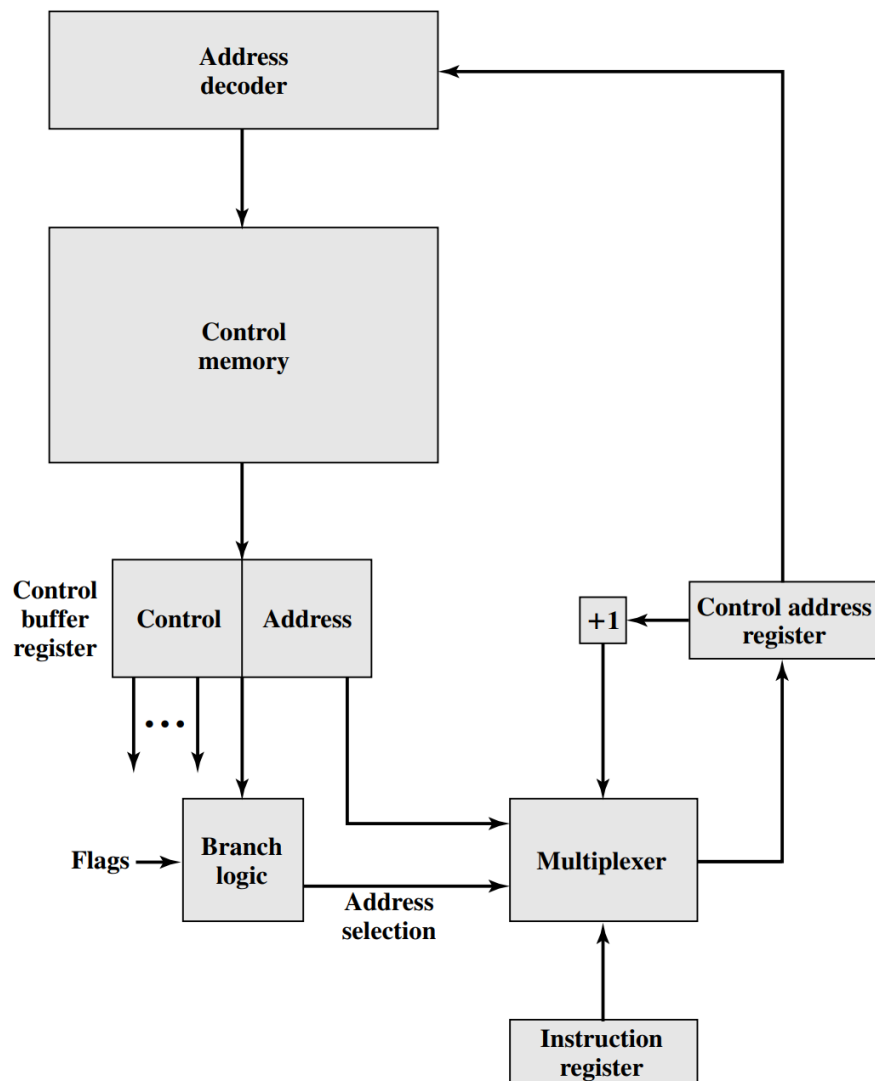 Address
decoder
Control
memory
Control
buffer
register
Control
Address
+1
Control address
register
...
Flags
Branch
logic
Address
selection
Multiplexer
Instruction
register